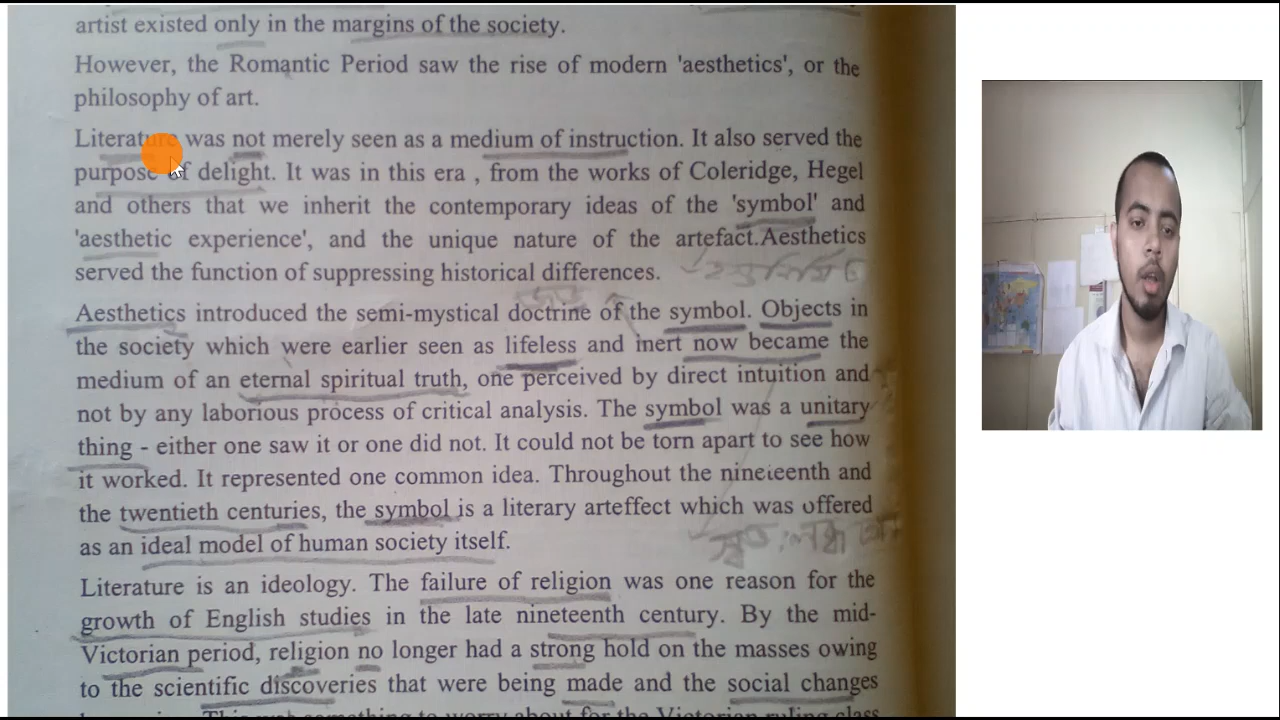 artist existed only in the margins of the society.
However, the Romantic Period saw the rise of modern 'aesthetics', or the
philosophy of art.
Literature was not merely seen as a medium of instruction. It also served the
purpose of delight. It was in this era , from the works of Coleridge, Hegel
and others that we inherit the contemporary ideas of the 'symbol' and
'aesthetic experience', and the unique nature of the artefact.Aesthetics
served the function of suppressing historical differences.
Aesthetics introduced the semi-mystical doctrine of the symbol. Objects in
the society which were earlier seen as lifeless and inert now became the
medium of an eternal spiritual truth, one perceived by direct intuition and
not by any laborious process of critical analysis. The symbol was a unitary
thing - either one saw it or one did not. It could not be torn apart to see how
it worked. It represented one common idea. Throughout the nineteenth and
the twentieth centuries, the symbol is a literary arteffect which was offered
as an ideal model of human society itself.
Literature is an ideology. The failure of religion was one reason for the
growth of English studies in the late nineteenth century. By the mid-
Victorian period, religion no longer had a strong hold on the masses owing
to the scientific discoveries that were being made and the social changes
This was something to worry about for the Victorian ruling class